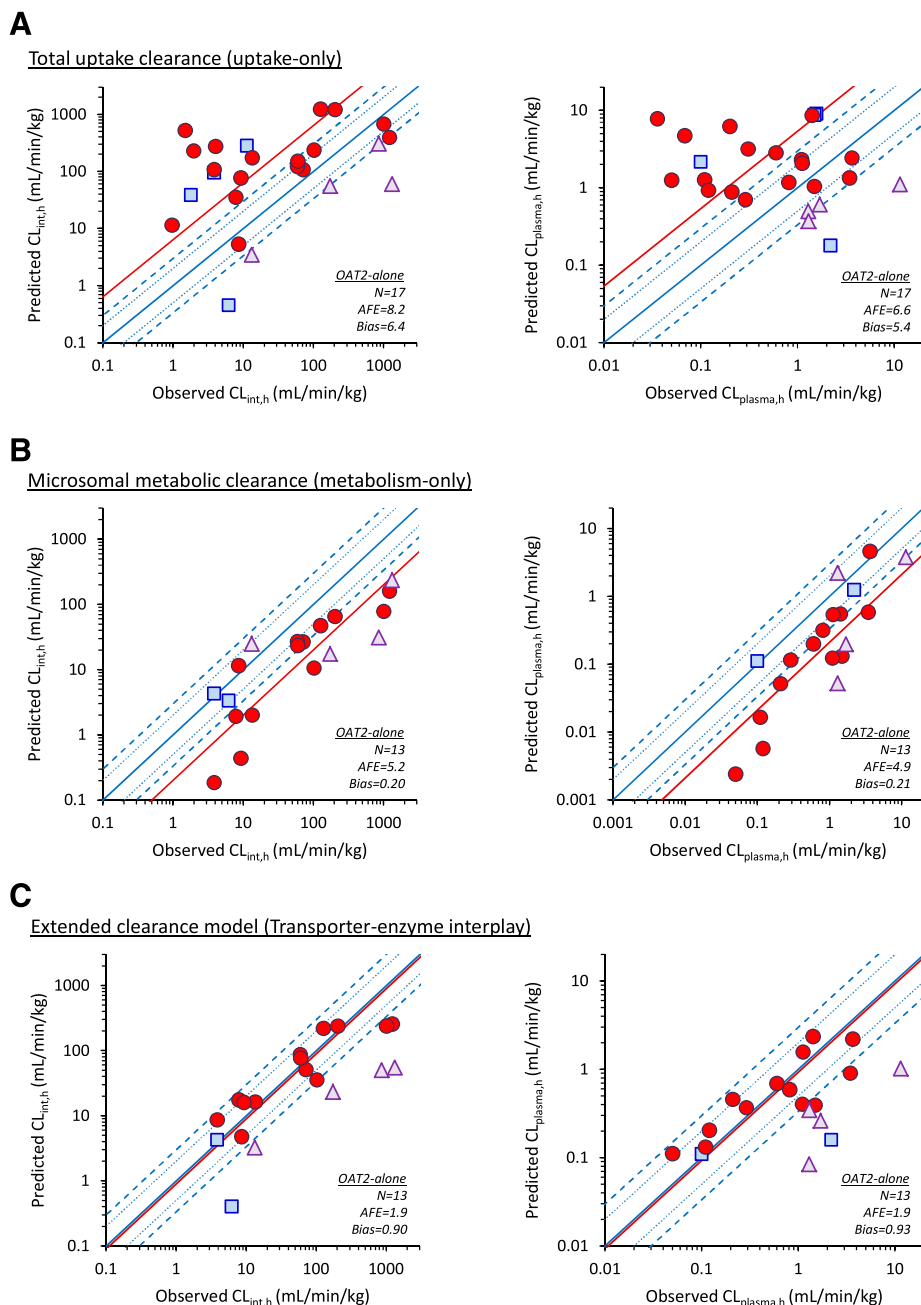 A
Total uptake clearance (uptake-only)
Predicted CLint,h (mL/min/kg)
1000
100
10
1
0.1
0.1 1 10 100 1000
Observed CLint,h (mL/min/kg)
OAT2-alone
N=17
AFE=8.2
Bias=6.4
Predicted CLplasma,h (mL/min/kg)
10
1
0.1
0.01
0.01 0.1 1 10
Observed CLplasma,h (mL/min/kg)
OAT2-alone
N=17
AFE=6.6
Bias=5.4
B
Microsomal metabolic clearance (metabolism-only)
Predicted CLint,h (mL/min/kg)
1000
100
10
1
0.1
0.1 1 10 100 1000
Observed CLint,h (mL/min/kg)
OAT2-alone
N=13
AFE=5.2
Bias=0.20
Predicted CLplasma,h (mL/min/kg)
10
1
0.1
0.01
0.001
0.001 0.01 0.1 1 10
Observed CLplasma,h (mL/min/kg)
OAT2-alone
N=13
AFE=4.9
Bias=0.21
C
Extended clearance model (Transporter-enzyme interplay)
Predicted CLint,h (mL/min/kg)
1000
100
10
1
0.1
0.1 1 10 100 1000
Observed CLint,h (mL/min/kg)
OAT2-alone
N=13
AFE=1.9
Bias=0.90
Predicted CLplasma,h (mL/min/kg)
10
1
0.1
0.01
0.01 0.1 1 10
Observed CLplasma,h (mL/min/kg)
OAT2-alone
N=13
AFE=1.9
Bias=0.93